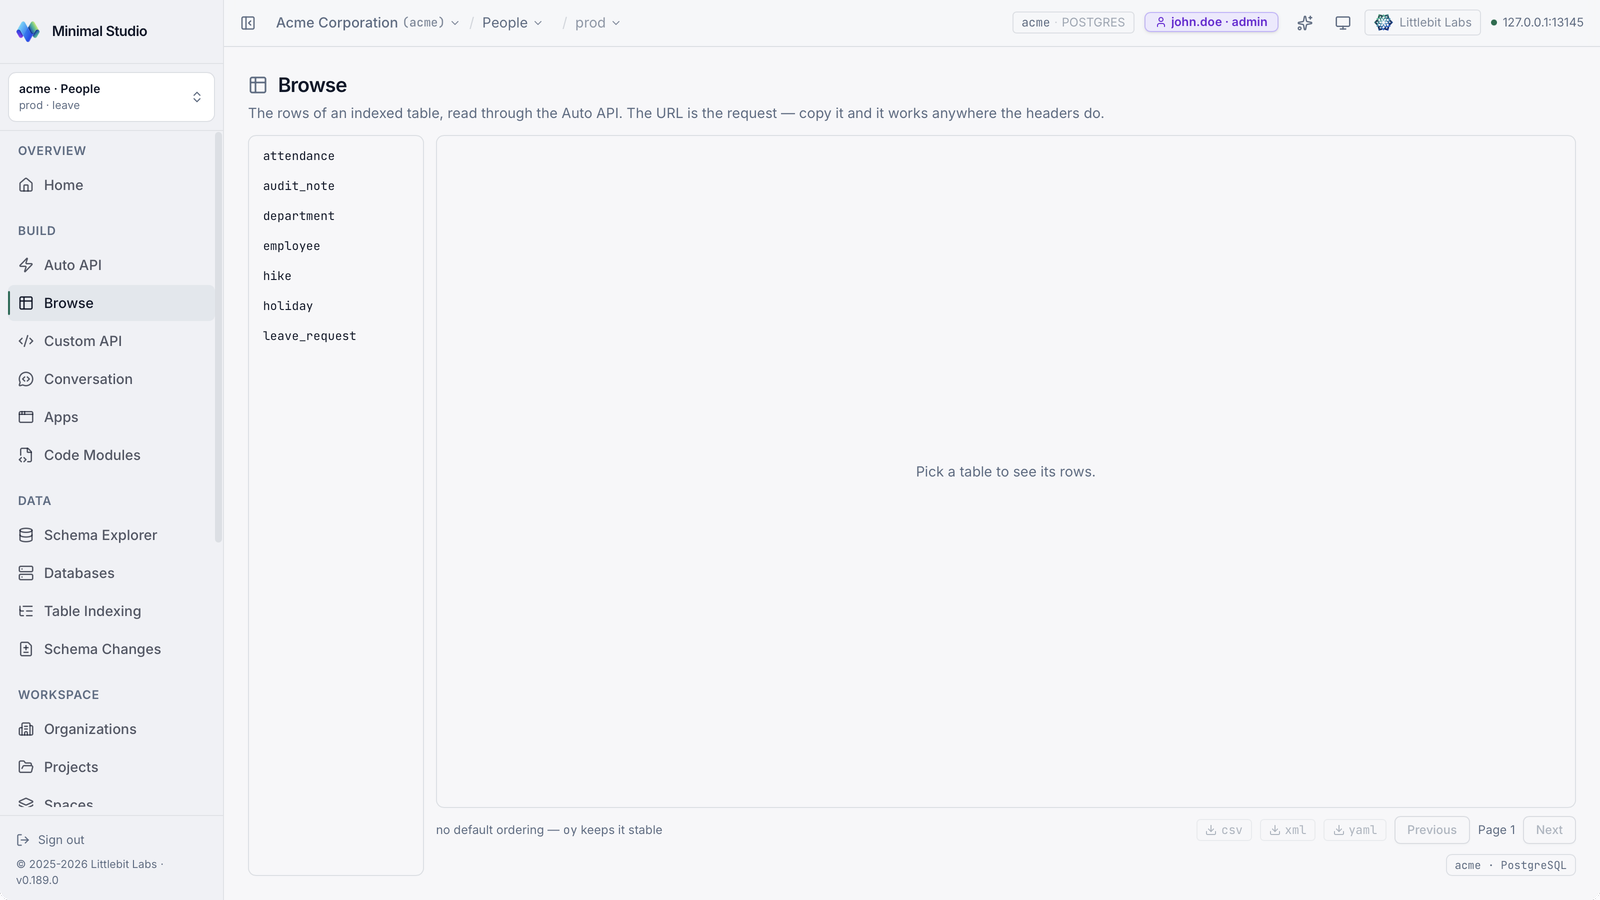 Minimal Studio
acme · People
prod · leave
OVERVIEW
Home
BUILD
Auto API
Browse
Custom API
Conversation
Apps
Code Modules
DATA
Schema Explorer
Databases
Table Indexing
Schema Changes
WORKSPACE
Organizations
Projects
Spaces
Sign out
© 2025-2026 Littlebit Labs ·
v0.189.0
Acme Corporation (acme) / People / prod
acme · POSTGRES
john.doe · admin
Littlebit Labs
127.0.0.1:13145
Browse
The rows of an indexed table, read through the Auto API. The URL is the request — copy it and it works anywhere the headers do.
attendance
audit_note
department
employee
hike
holiday
leave_request
Pick a table to see its rows.
no default ordering — oy keeps it stable
csv
xml
yaml
Previous
Page 1
Next
acme · PostgreSQL